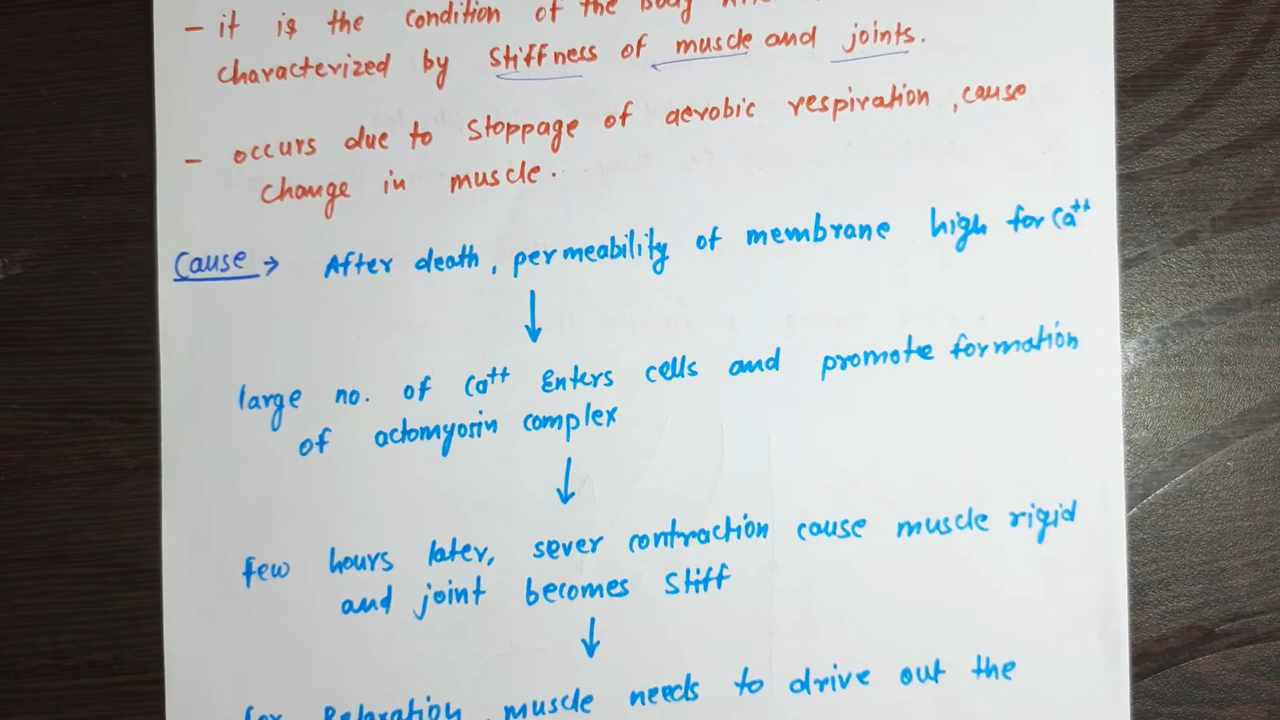 - it is the condition of the Body
characterized by stiffness of muscle and joints.
- occurs due to stoppage of aerobic respiration, cause
change in muscle.
Cause → After death, permeability of membrane high for Ca++
↓
large no. of Ca++ Enters cells and promote formation
of actomyosin complex
↓
few hours later, sever contraction cause muscle rigid
and joint becomes stiff
↓
for Relaxation muscle needs to drive out the